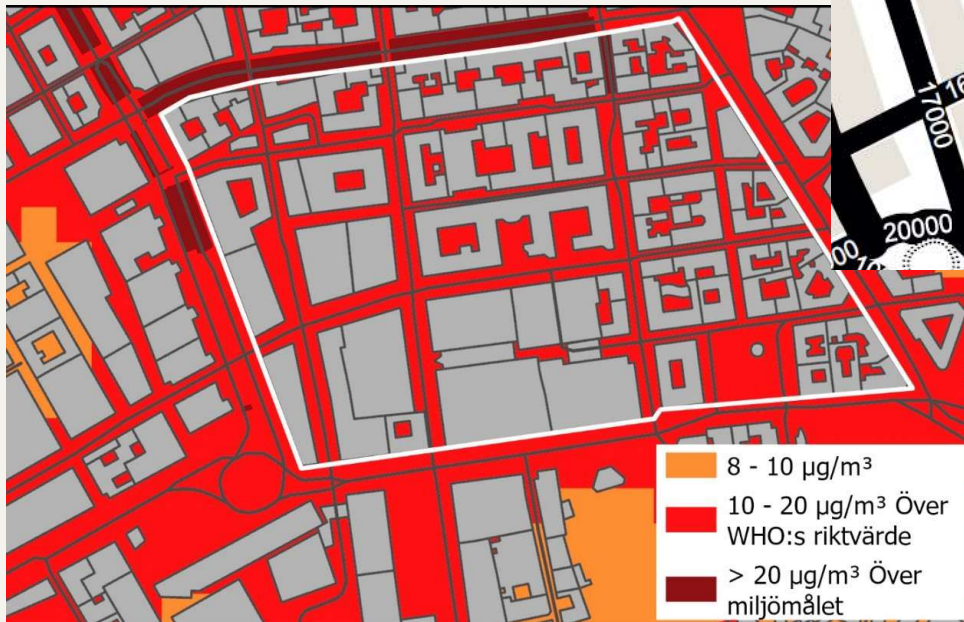 17000
20000
8 - 10 µg/m³
10 - 20 µg/m³ Över
WHO:s riktvärde
> 20 µg/m³ Över
miljömålet